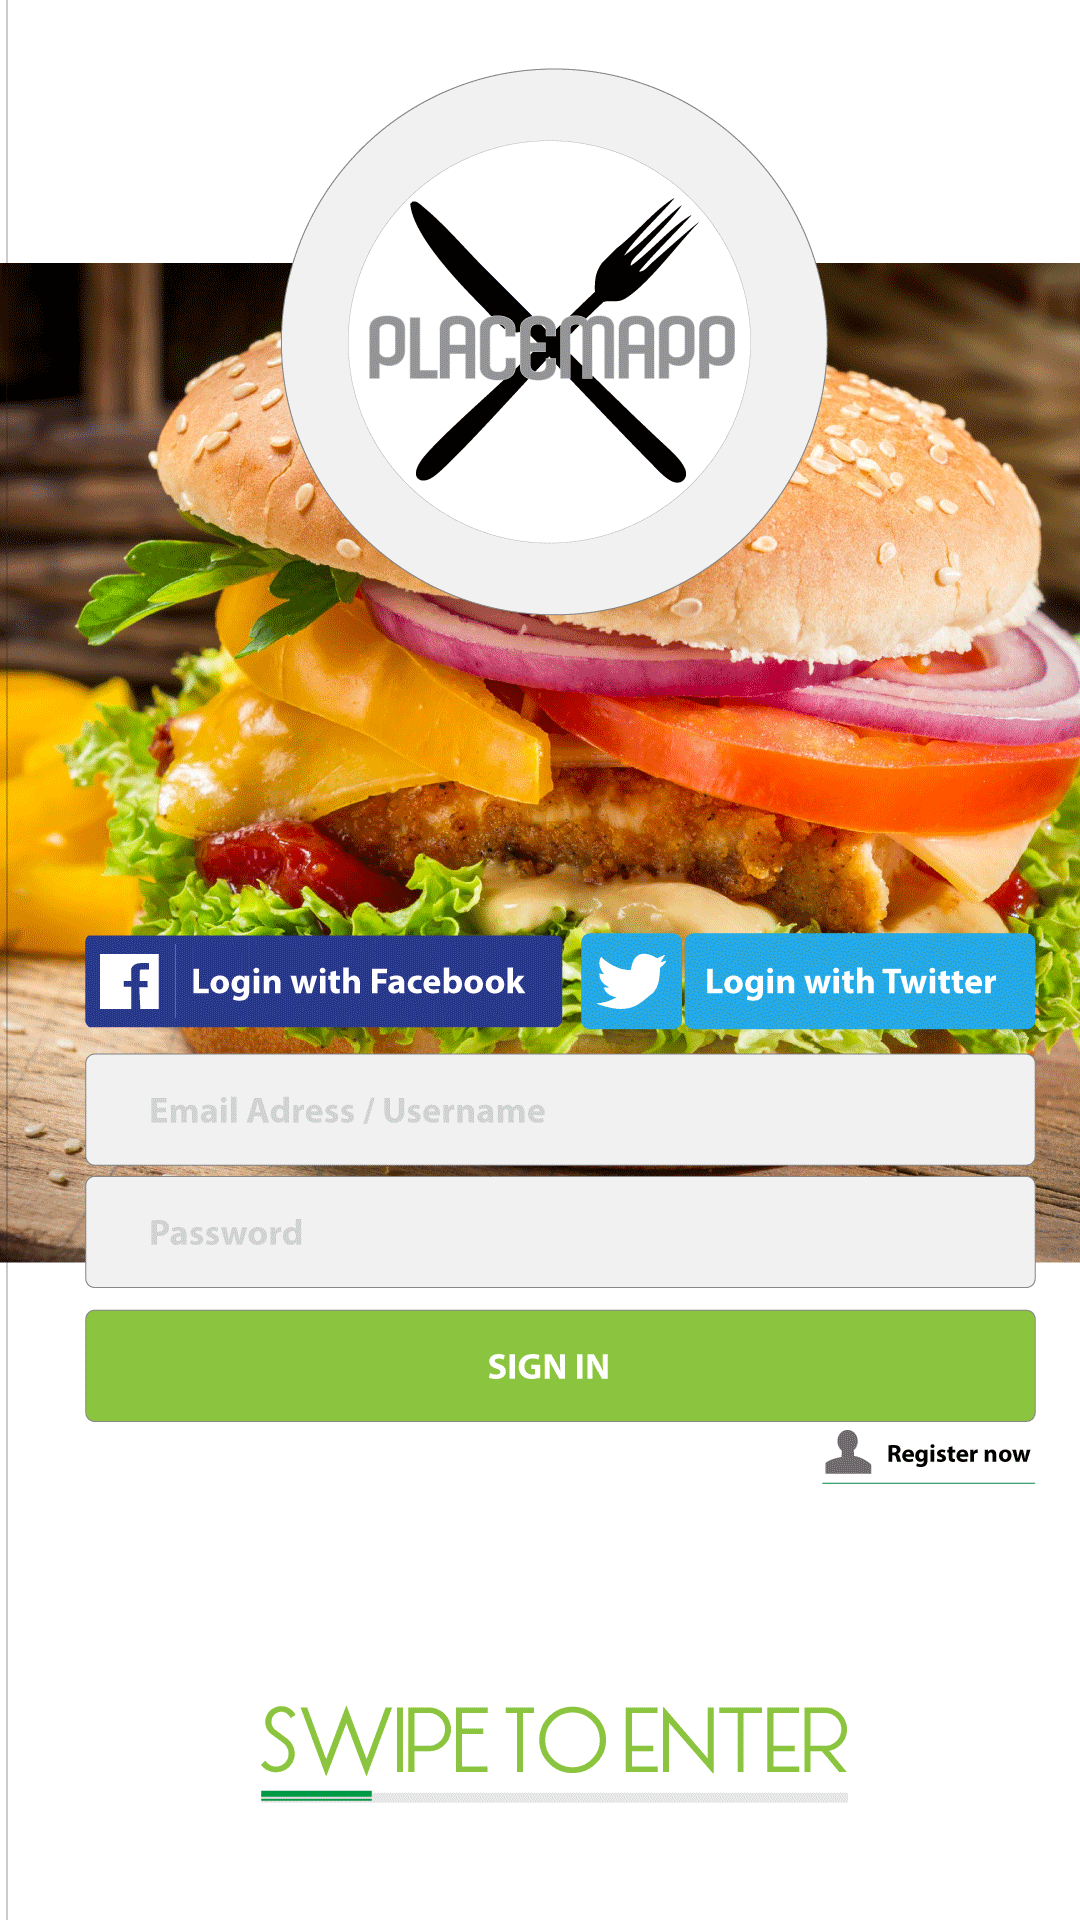 PLACEMAPP
Login with Facebook
Login with Twitter
Email Adress / Username
Password
SIGN IN
Register now
SWIPE TO ENTER